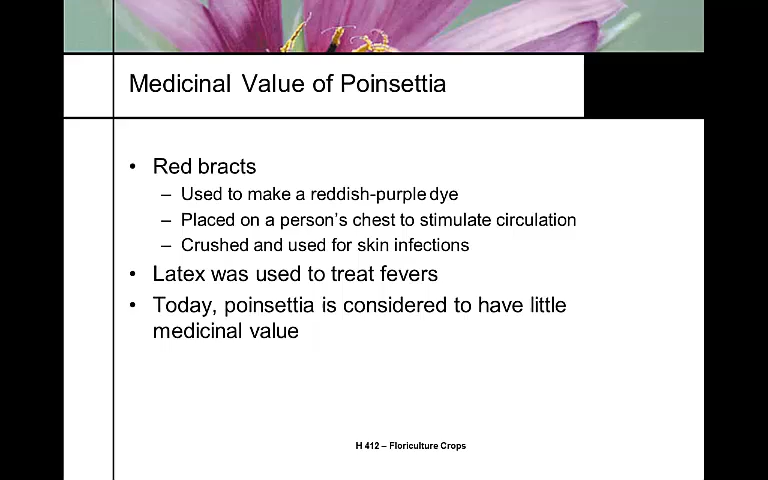 Medicinal Value of Poinsettia
• Red bracts
– Used to make a reddish-purple dye
– Placed on a person's chest to stimulate circulation
– Crushed and used for skin infections
• Latex was used to treat fevers
• Today, poinsettia is considered to have little
medicinal value
H 412 – Floriculture Crops